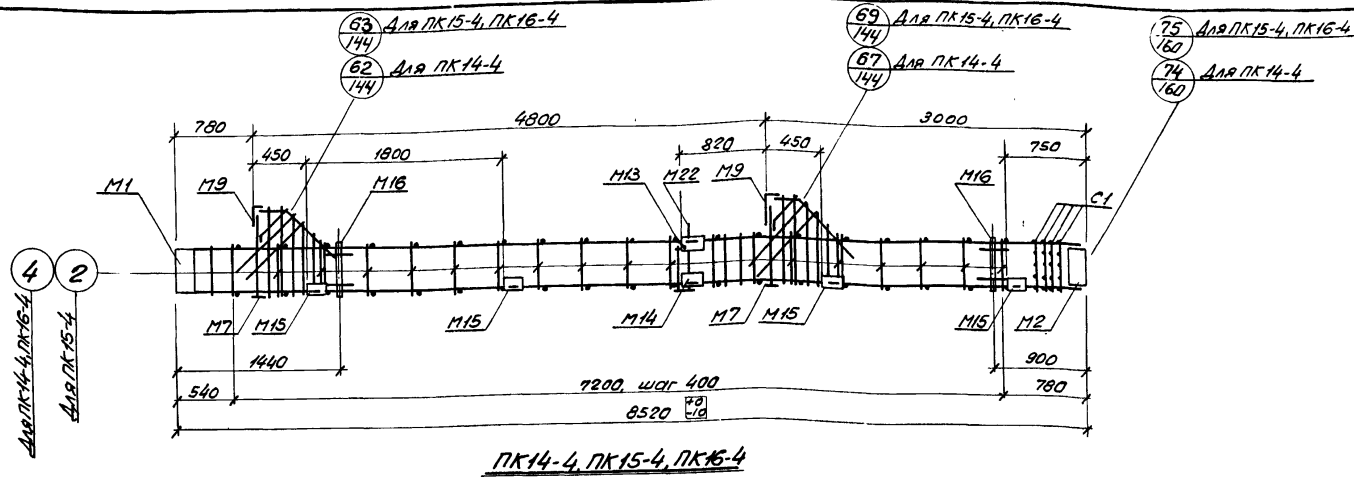 63 Для ПК15-4, ПК16-4
144
62 Для ПК14-4
144
69 Для ПК15-4, ПК16-4
144
67 Для ПК14-4
144
75 Для ПК15-4, ПК16-4
160
74 Для ПК14-4
160
780 4800 3000
450 1800 820 450 750
М1 М9 М16 М13 М22 М9 М16 С1
4 2
Для ПК14-4, ПК16-4
Для ПК15-4
М7 М15 М15 М14 М7 М15 М15 М2
1440 900
540 7200, шаг 400 780
8520 +0 -10
ПК14-4, ПК15-4, ПК16-4